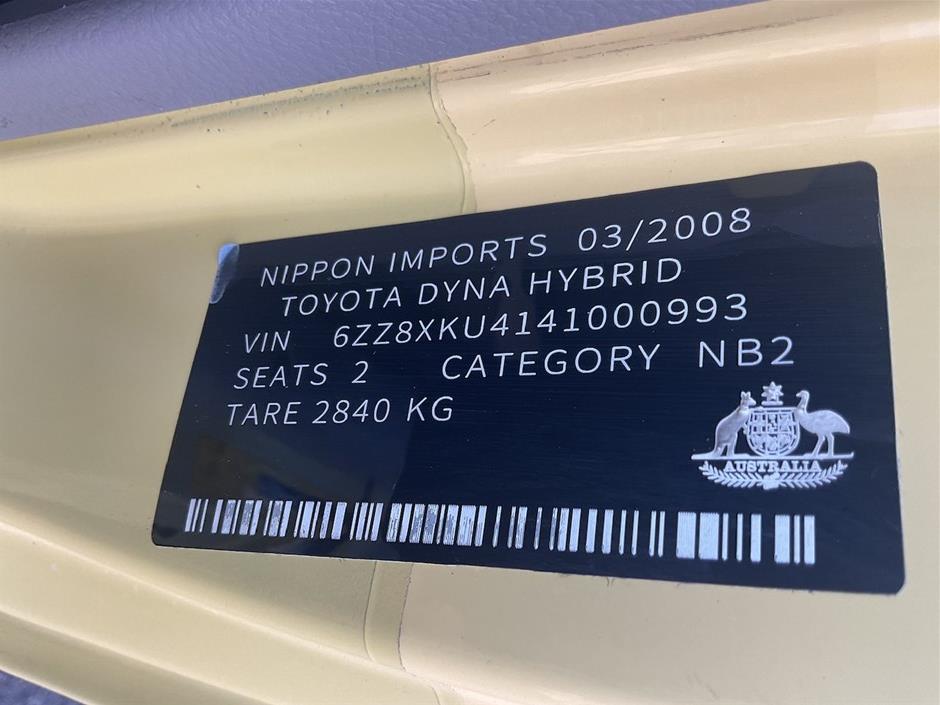 NIPPON IMPORTS 03/2008
TOYOTA DYNA HYBRID
VIN 6ZZ8XKU4141000993
SEATS 2 CATEGORY NB2
TARE 2840 KG
AUSTRALIA